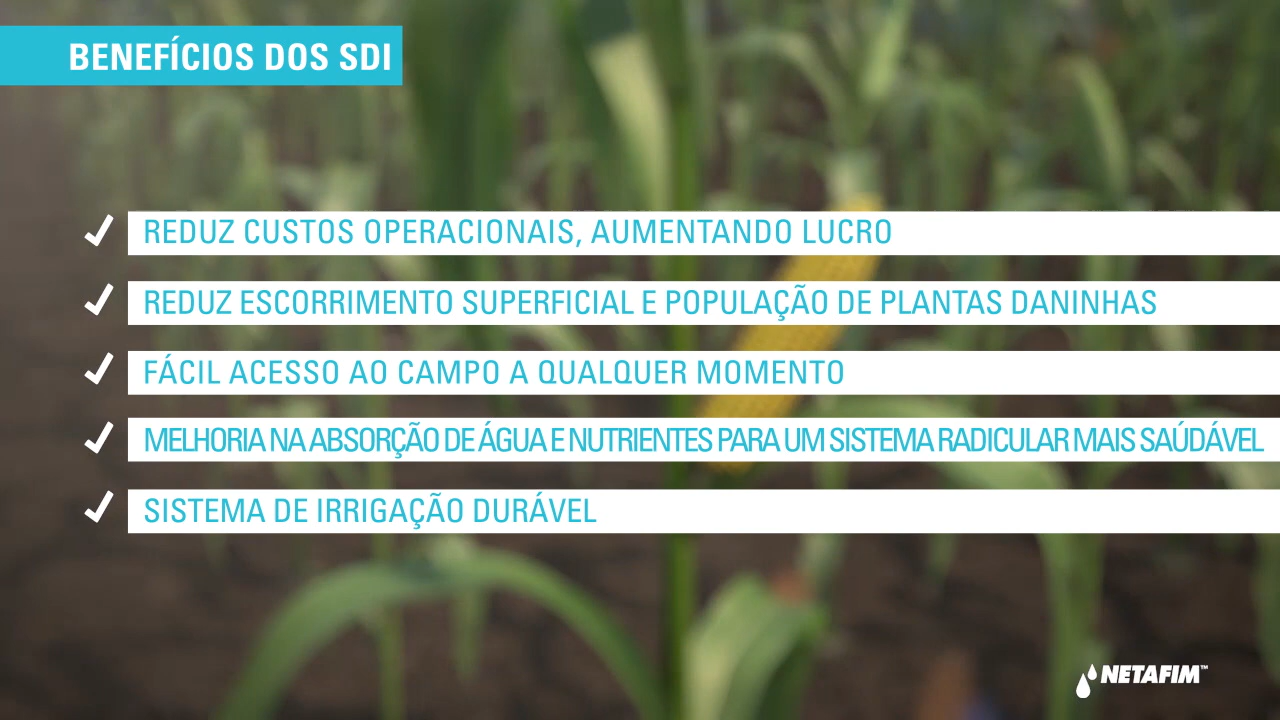 BENEFÍCIOS DOS SDI
REDUZ CUSTOS OPERACIONAIS, AUMENTANDO LUCRO
REDUZ ESCORRIMENTO SUPERFICIAL E POPULAÇÃO DE PLANTAS DANINHAS
FÁCIL ACESSO AO CAMPO A QUALQUER MOMENTO
MELHORIA NA ABSORÇÃO DE ÁGUA E NUTRIENTES PARA UM SISTEMA RADICULAR MAIS SAÚDÁVEL
SISTEMA DE IRRIGAÇÃO DURÁVEL
NETAFIM™